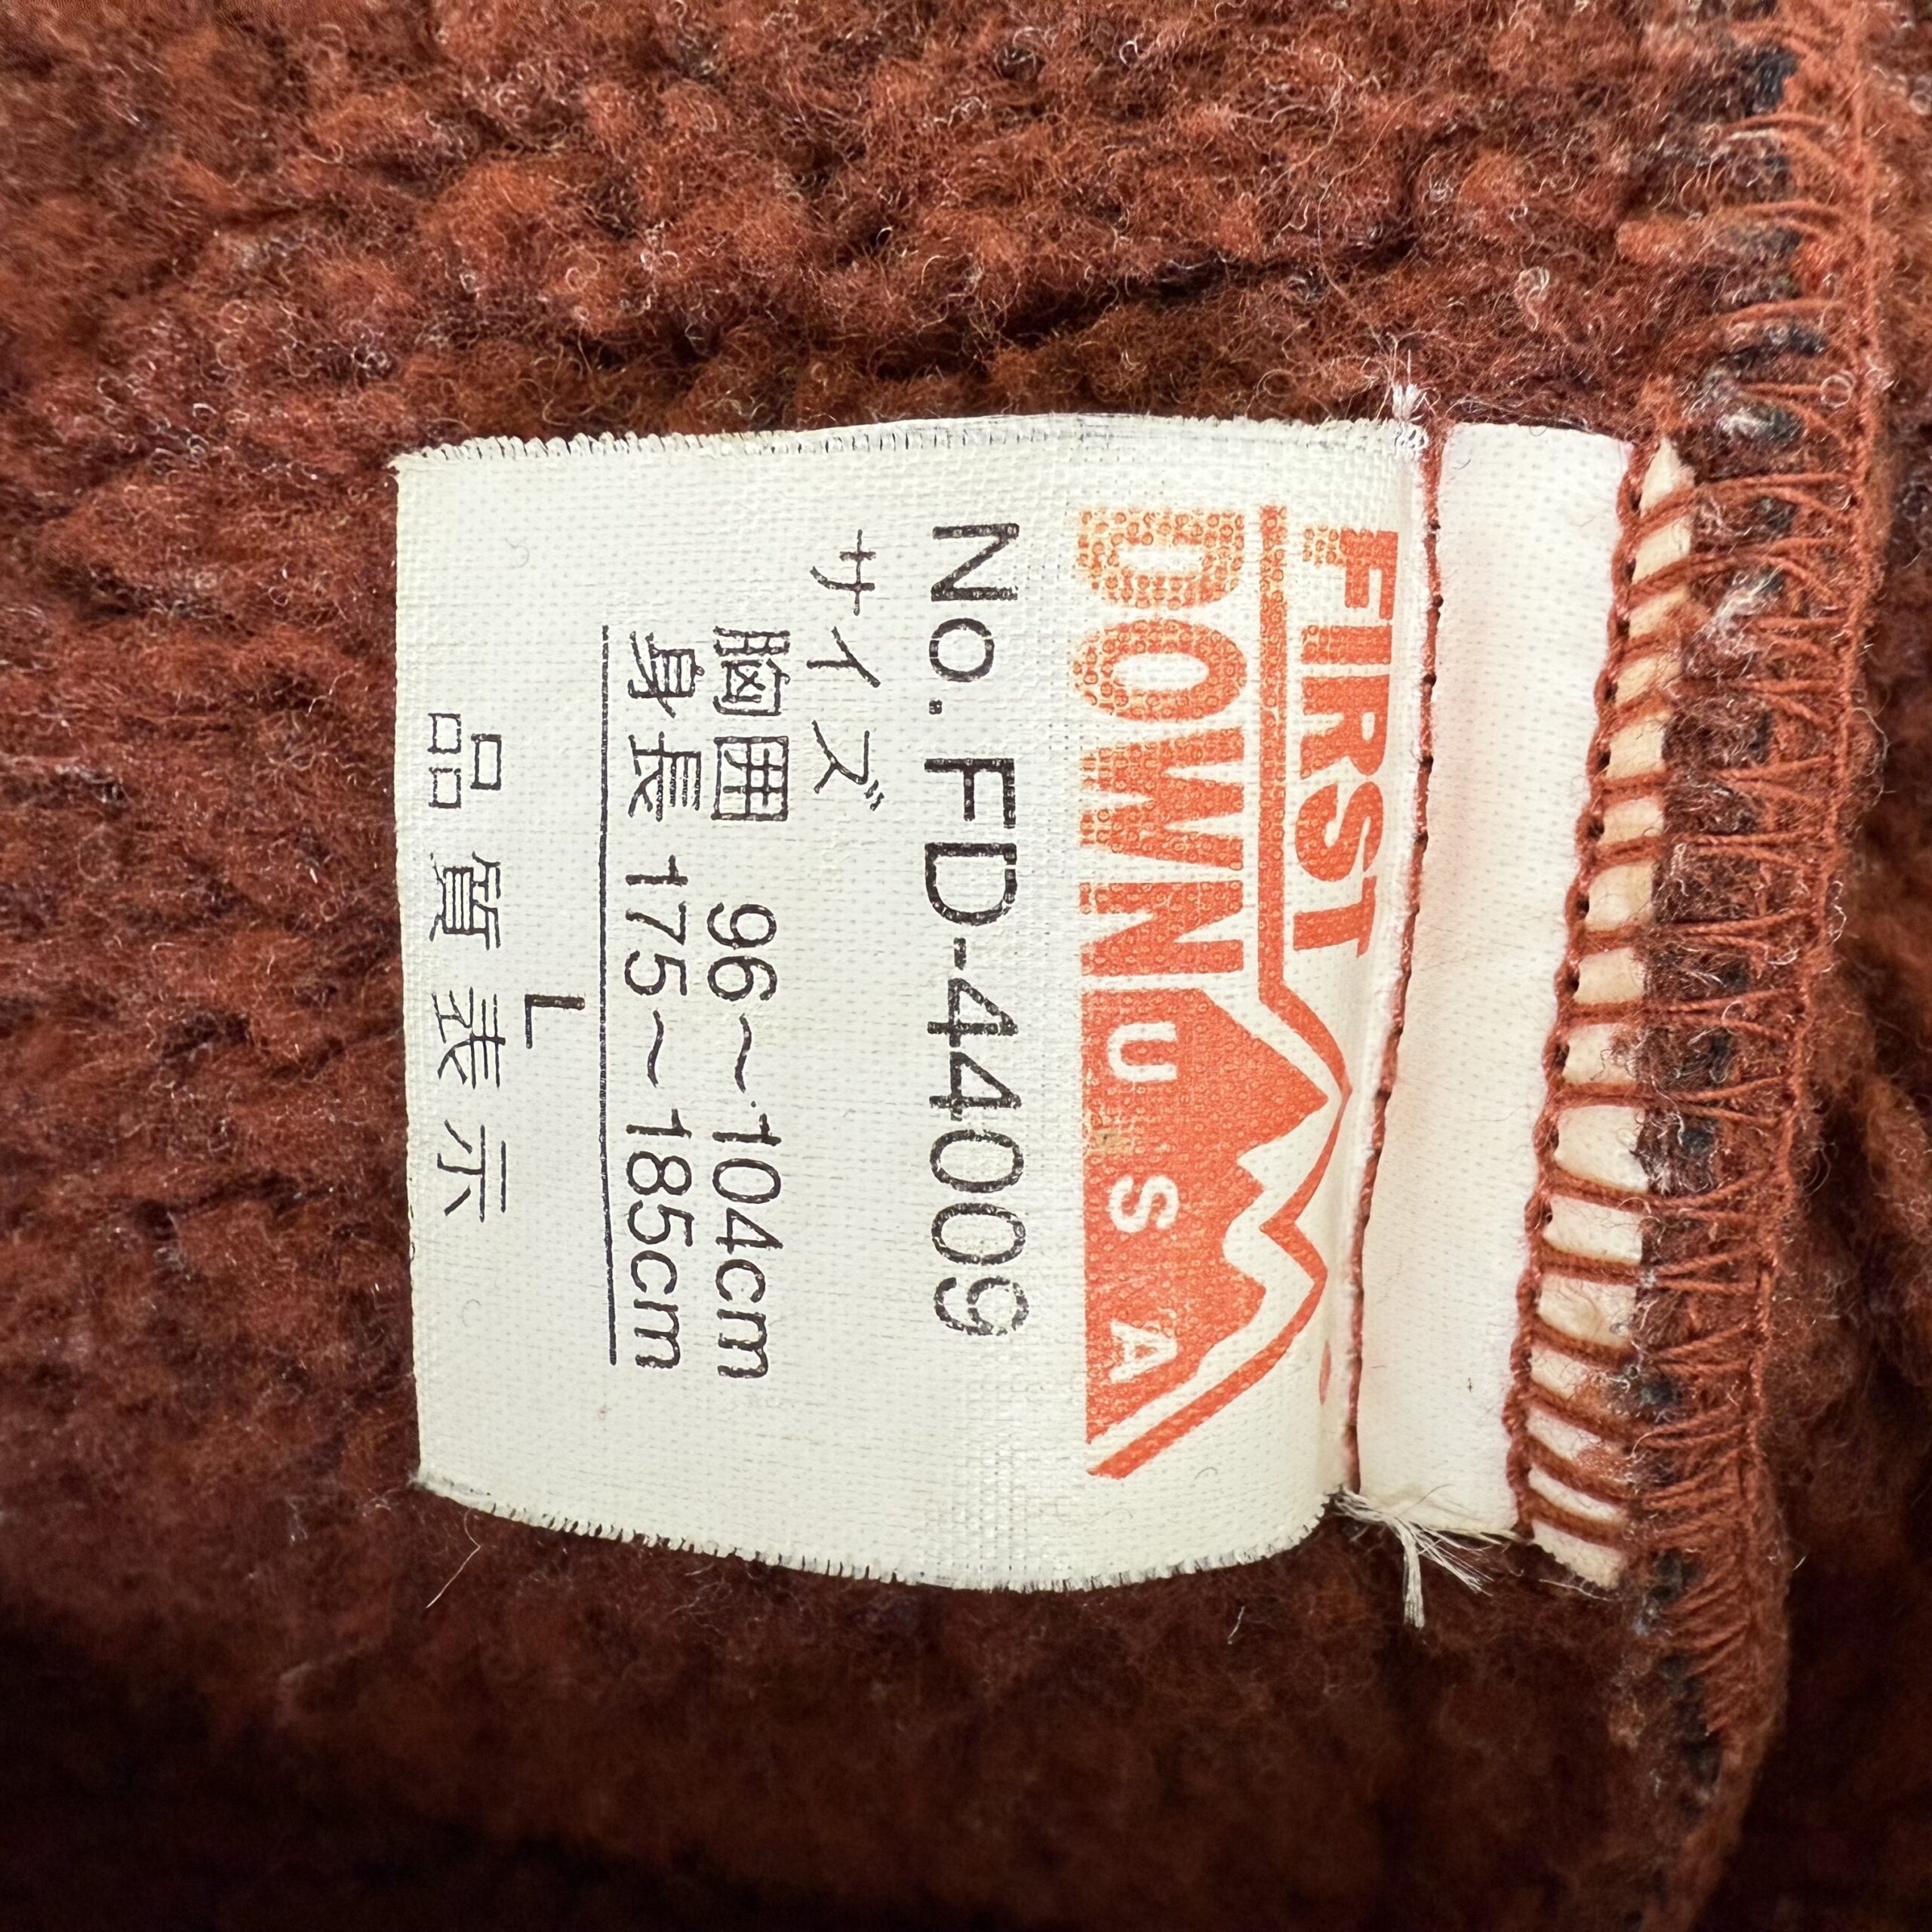 FIRST
DOWN USA
No. FD-44009
サイズ
胸囲 96～104cm
身長 175～185cm
L
品質表示